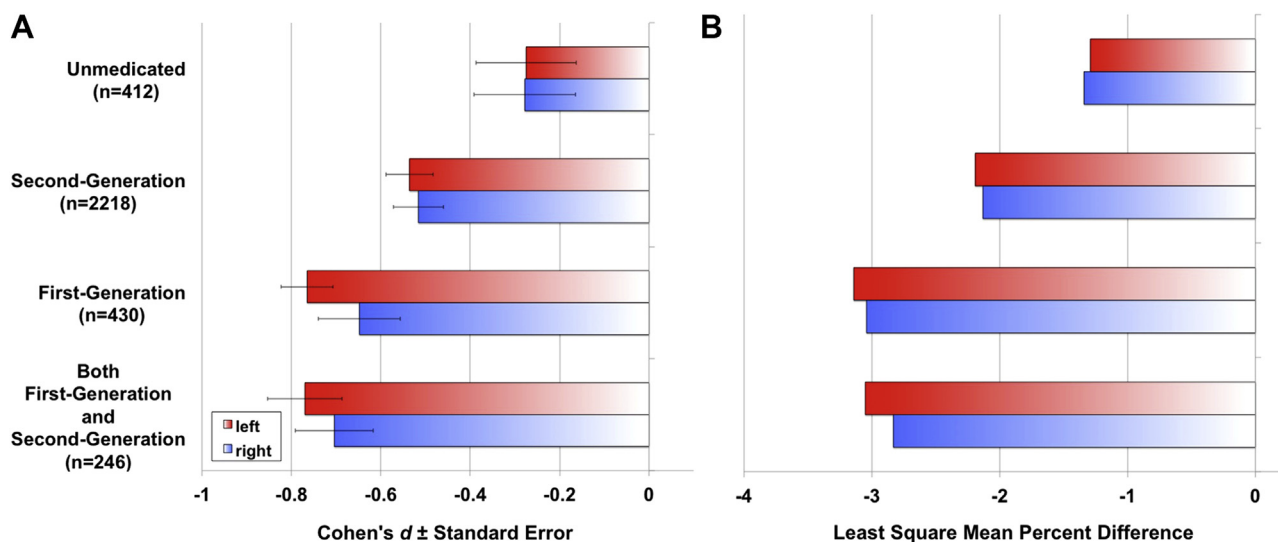 A
B
Unmedicated
(n=412)
Second-Generation
(n=2218)
First-Generation
(n=430)
Both
First-Generation
and
Second-Generation
(n=246)
left
right
-1 -0.8 -0.6 -0.4 -0.2 0
-4 -3 -2 -1 0
Cohen's d ± Standard Error
Least Square Mean Percent Difference